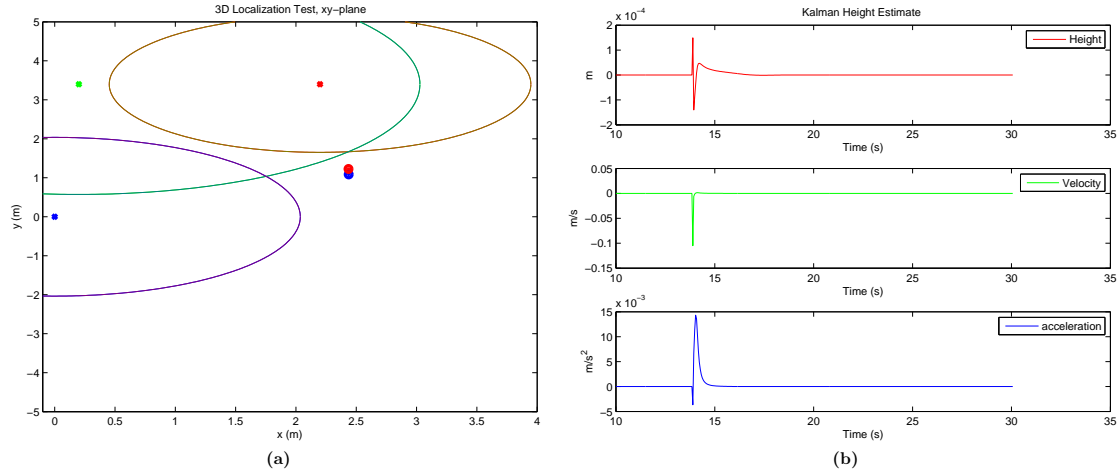 3D Localization Test, xy−plane
5
4
3
2
1
0
−1
−2
−3
−4
−5
y (m)
0 0.5 1 1.5 2 2.5 3 3.5 4
x (m)
(a)
Kalman Height Estimate
x 10⁻⁴
2
1
0
−1
−2
m
Height
10 15 20 25 30 35
Time (s)
0.05
0
−0.05
−0.1
−0.15
m/s
Velocity
10 15 20 25 30 35
Time (s)
x 10⁻³
15
10
5
0
−5
m/s²
acceleration
10 15 20 25 30 35
Time (s)
(b)